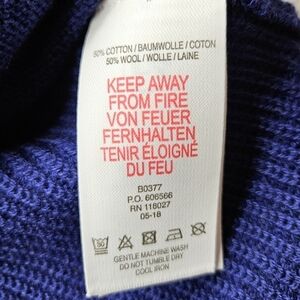 50% COTTON / BAUMWOLLE / COTON
50% WOOL / WOLLE / LAINE
KEEP AWAY
FROM FIRE
VON FEUER
FERNHALTEN
TENIR ÉLOIGNÉ
DU FEU
B0377
P.O. 606566
RN 118027
05-18
GENTLE MACHINE WASH
DO NOT TUMBLE DRY
COOL IRON